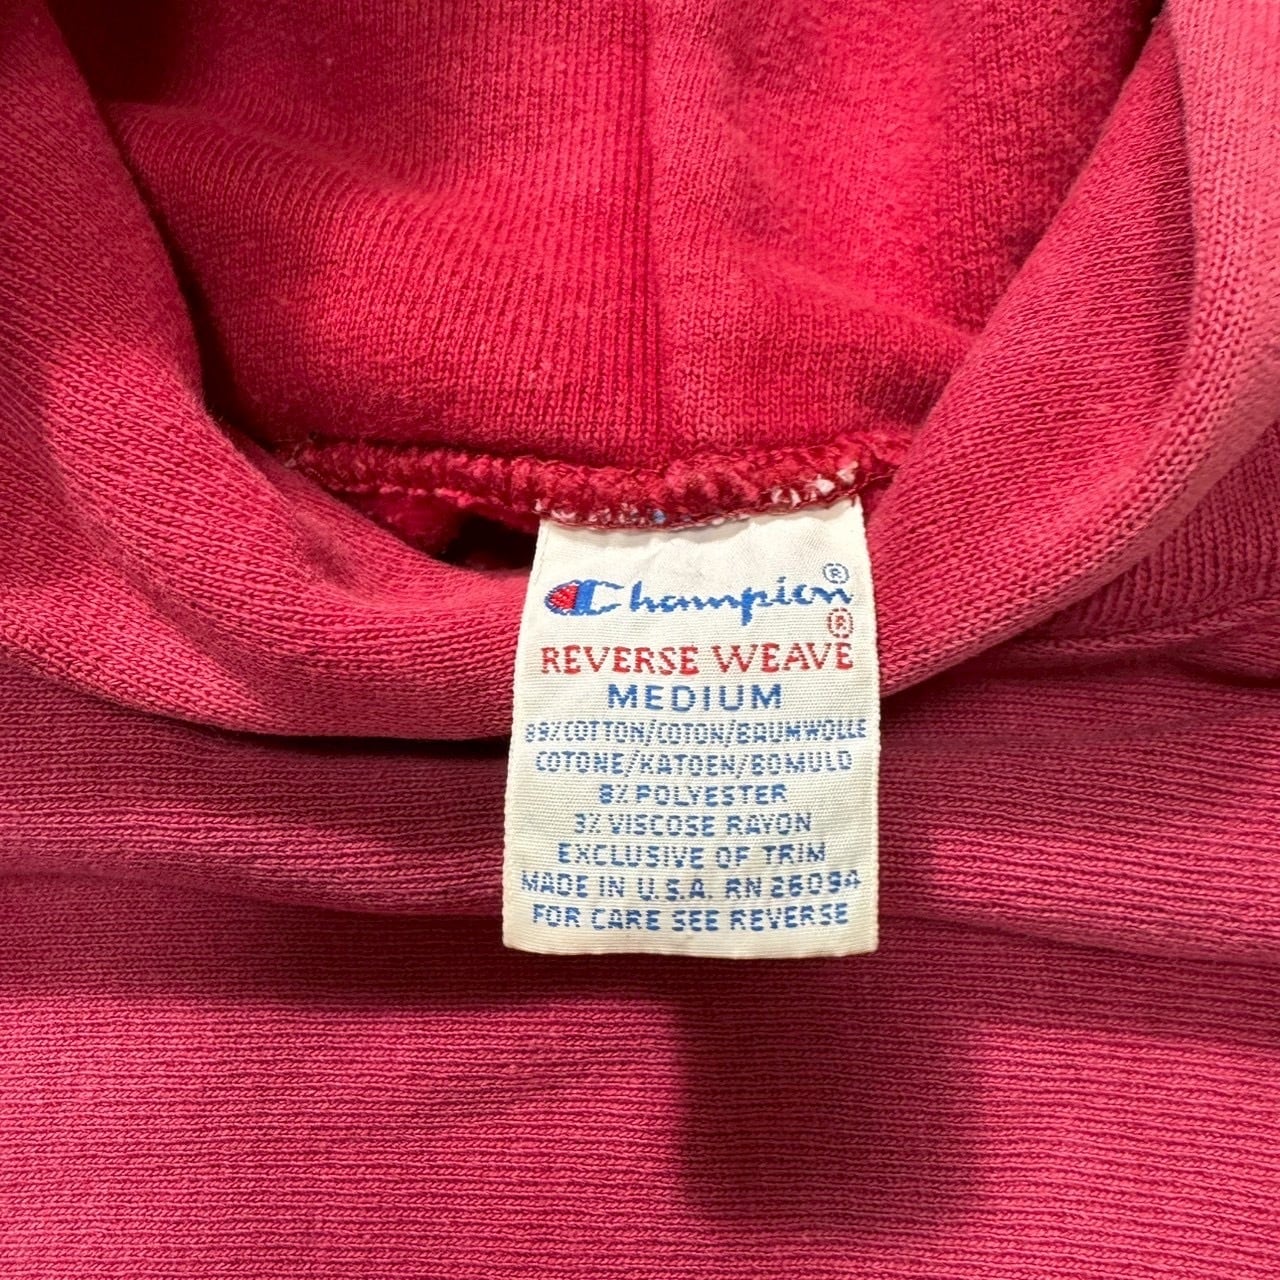 Champion®
REVERSE WEAVE®
MEDIUM
89% COTTON/COTON/BAUMWOLLE
COTONE/KATOEN/BOMULD
8% POLYESTER
3% VISCOSE RAYON
EXCLUSIVE OF TRIM
MADE IN U.S.A. RN 26094
FOR CARE SEE REVERSE